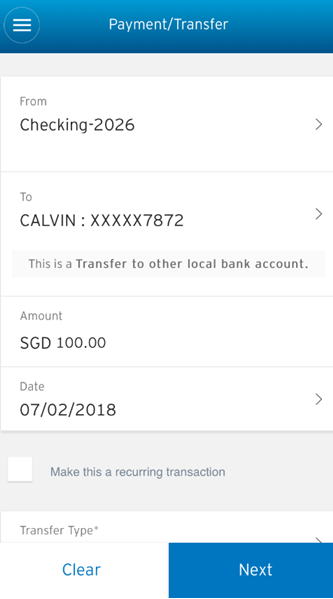 Payment/Transfer
From
Checking-2026
To
CALVIN : XXXXX7872
This is a Transfer to other local bank account.
Amount
SGD 100.00
Date
07/02/2018
Make this a recurring transaction
Transfer Type*
Clear
Next